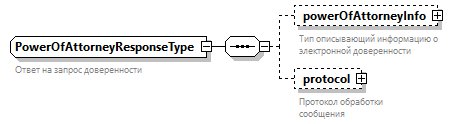 powerOfAttorneyInfo
Тип описывающий информацию о
электронной доверенности
PowerOfAttorneyResponseType
Ответ на запрос доверенности
protocol
Протокол обработки
сообщения